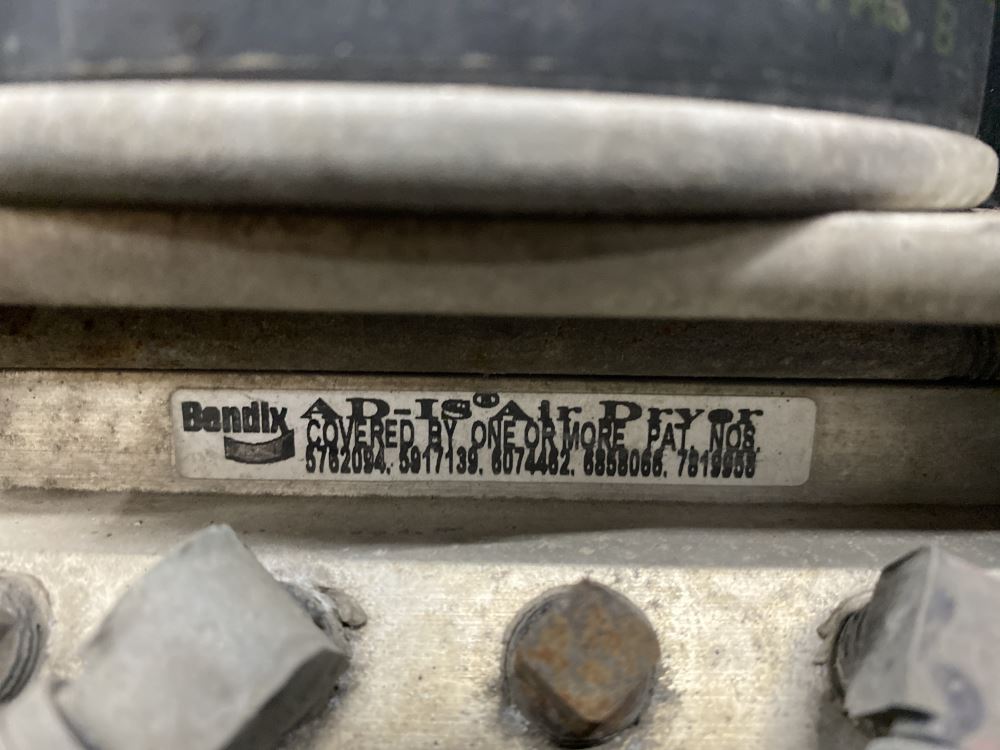 Bendix AD-IS® Air Dryer
COVERED BY ONE OR MORE PAT. NOS.
5762094, 5917139, 6074462, 6858066, 7819958